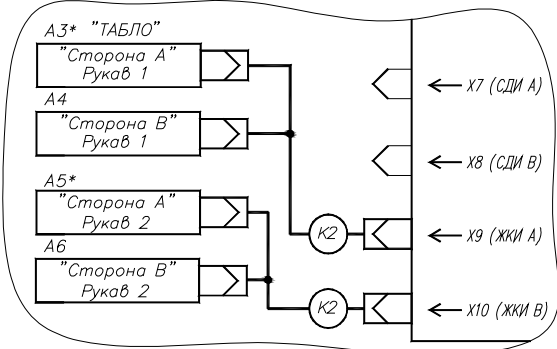 А3* "ТАБЛО"
"Сторона А"
Рукав 1
А4
"Сторона В"
Рукав 1
А5*
"Сторона А"
Рукав 2
А6
"Сторона В"
Рукав 2
К2
К2
Х7 (СДИ А)
Х8 (СДИ В)
Х9 (ЖКИ А)
Х10 (ЖКИ В)